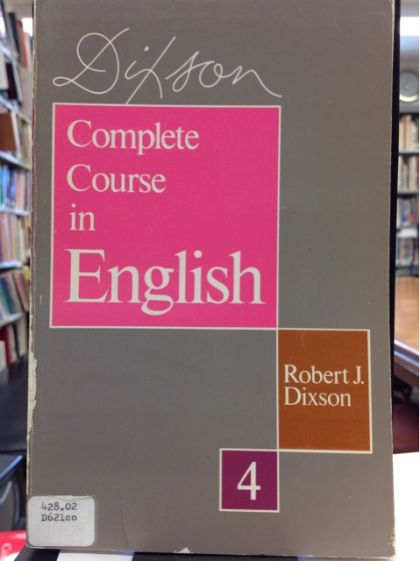 Dixson
Complete
Course
in
English
Robert J.
Dixson
4
428.02
D621co